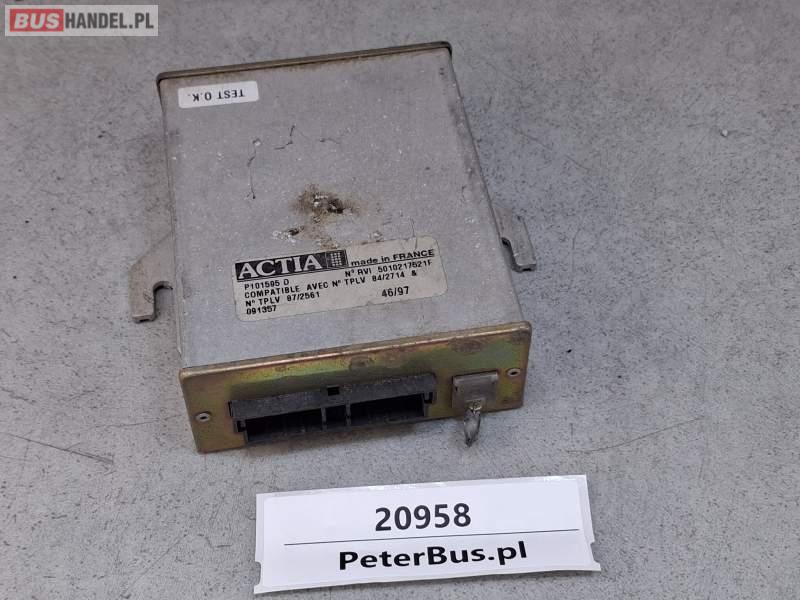 BUSHANDEL.PL
TEST O.K.
ACTIA made in FRANCE
P101595 D N° RVI 5010217621F
COMPATIBLE AVEC N° TPLV 84/2714 &
N° TPLV 87/2561 46/97
091357
20958
PeterBus.pl